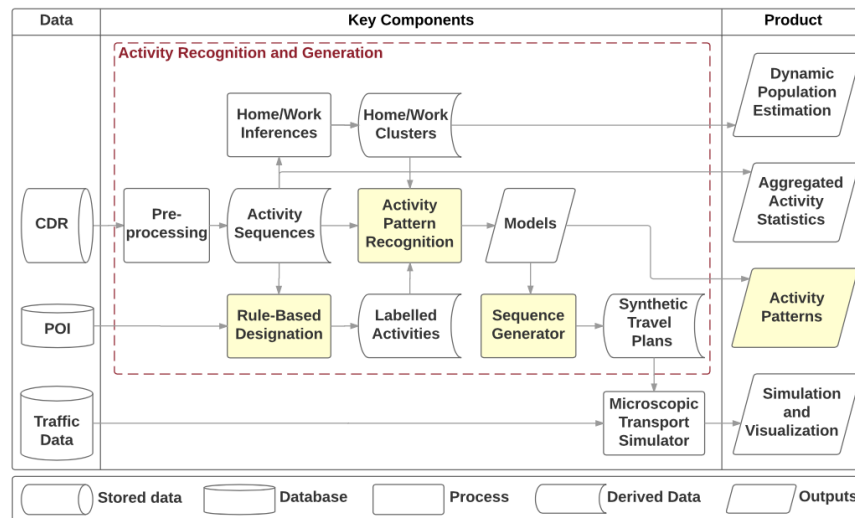 Data
Key Components
Product
Activity Recognition and Generation
Dynamic
Population
Estimation
Home/Work
Inferences
Home/Work
Clusters
Aggregated
Activity
Statistics
CDR
Pre-
processing
Activity
Sequences
Activity
Pattern
Recognition
Models
Activity
Patterns
POI
Rule-Based
Designation
Labelled
Activities
Sequence
Generator
Synthetic
Travel
Plans
Traffic
Data
Microscopic
Transport
Simulator
Simulation
and
Visualization
Stored data
Database
Process
Derived Data
Outputs